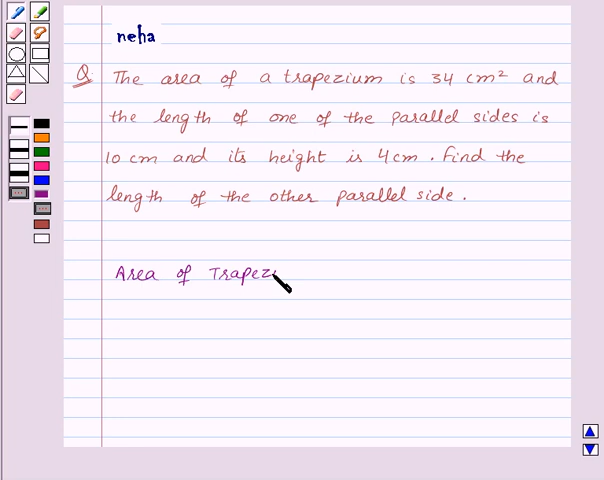 neha
Q. The area of a trapezium is 34 cm² and
the length of one of the parallel sides is
10 cm and its height is 4 cm. Find the
length of the other parallel side.
Area of Trapez